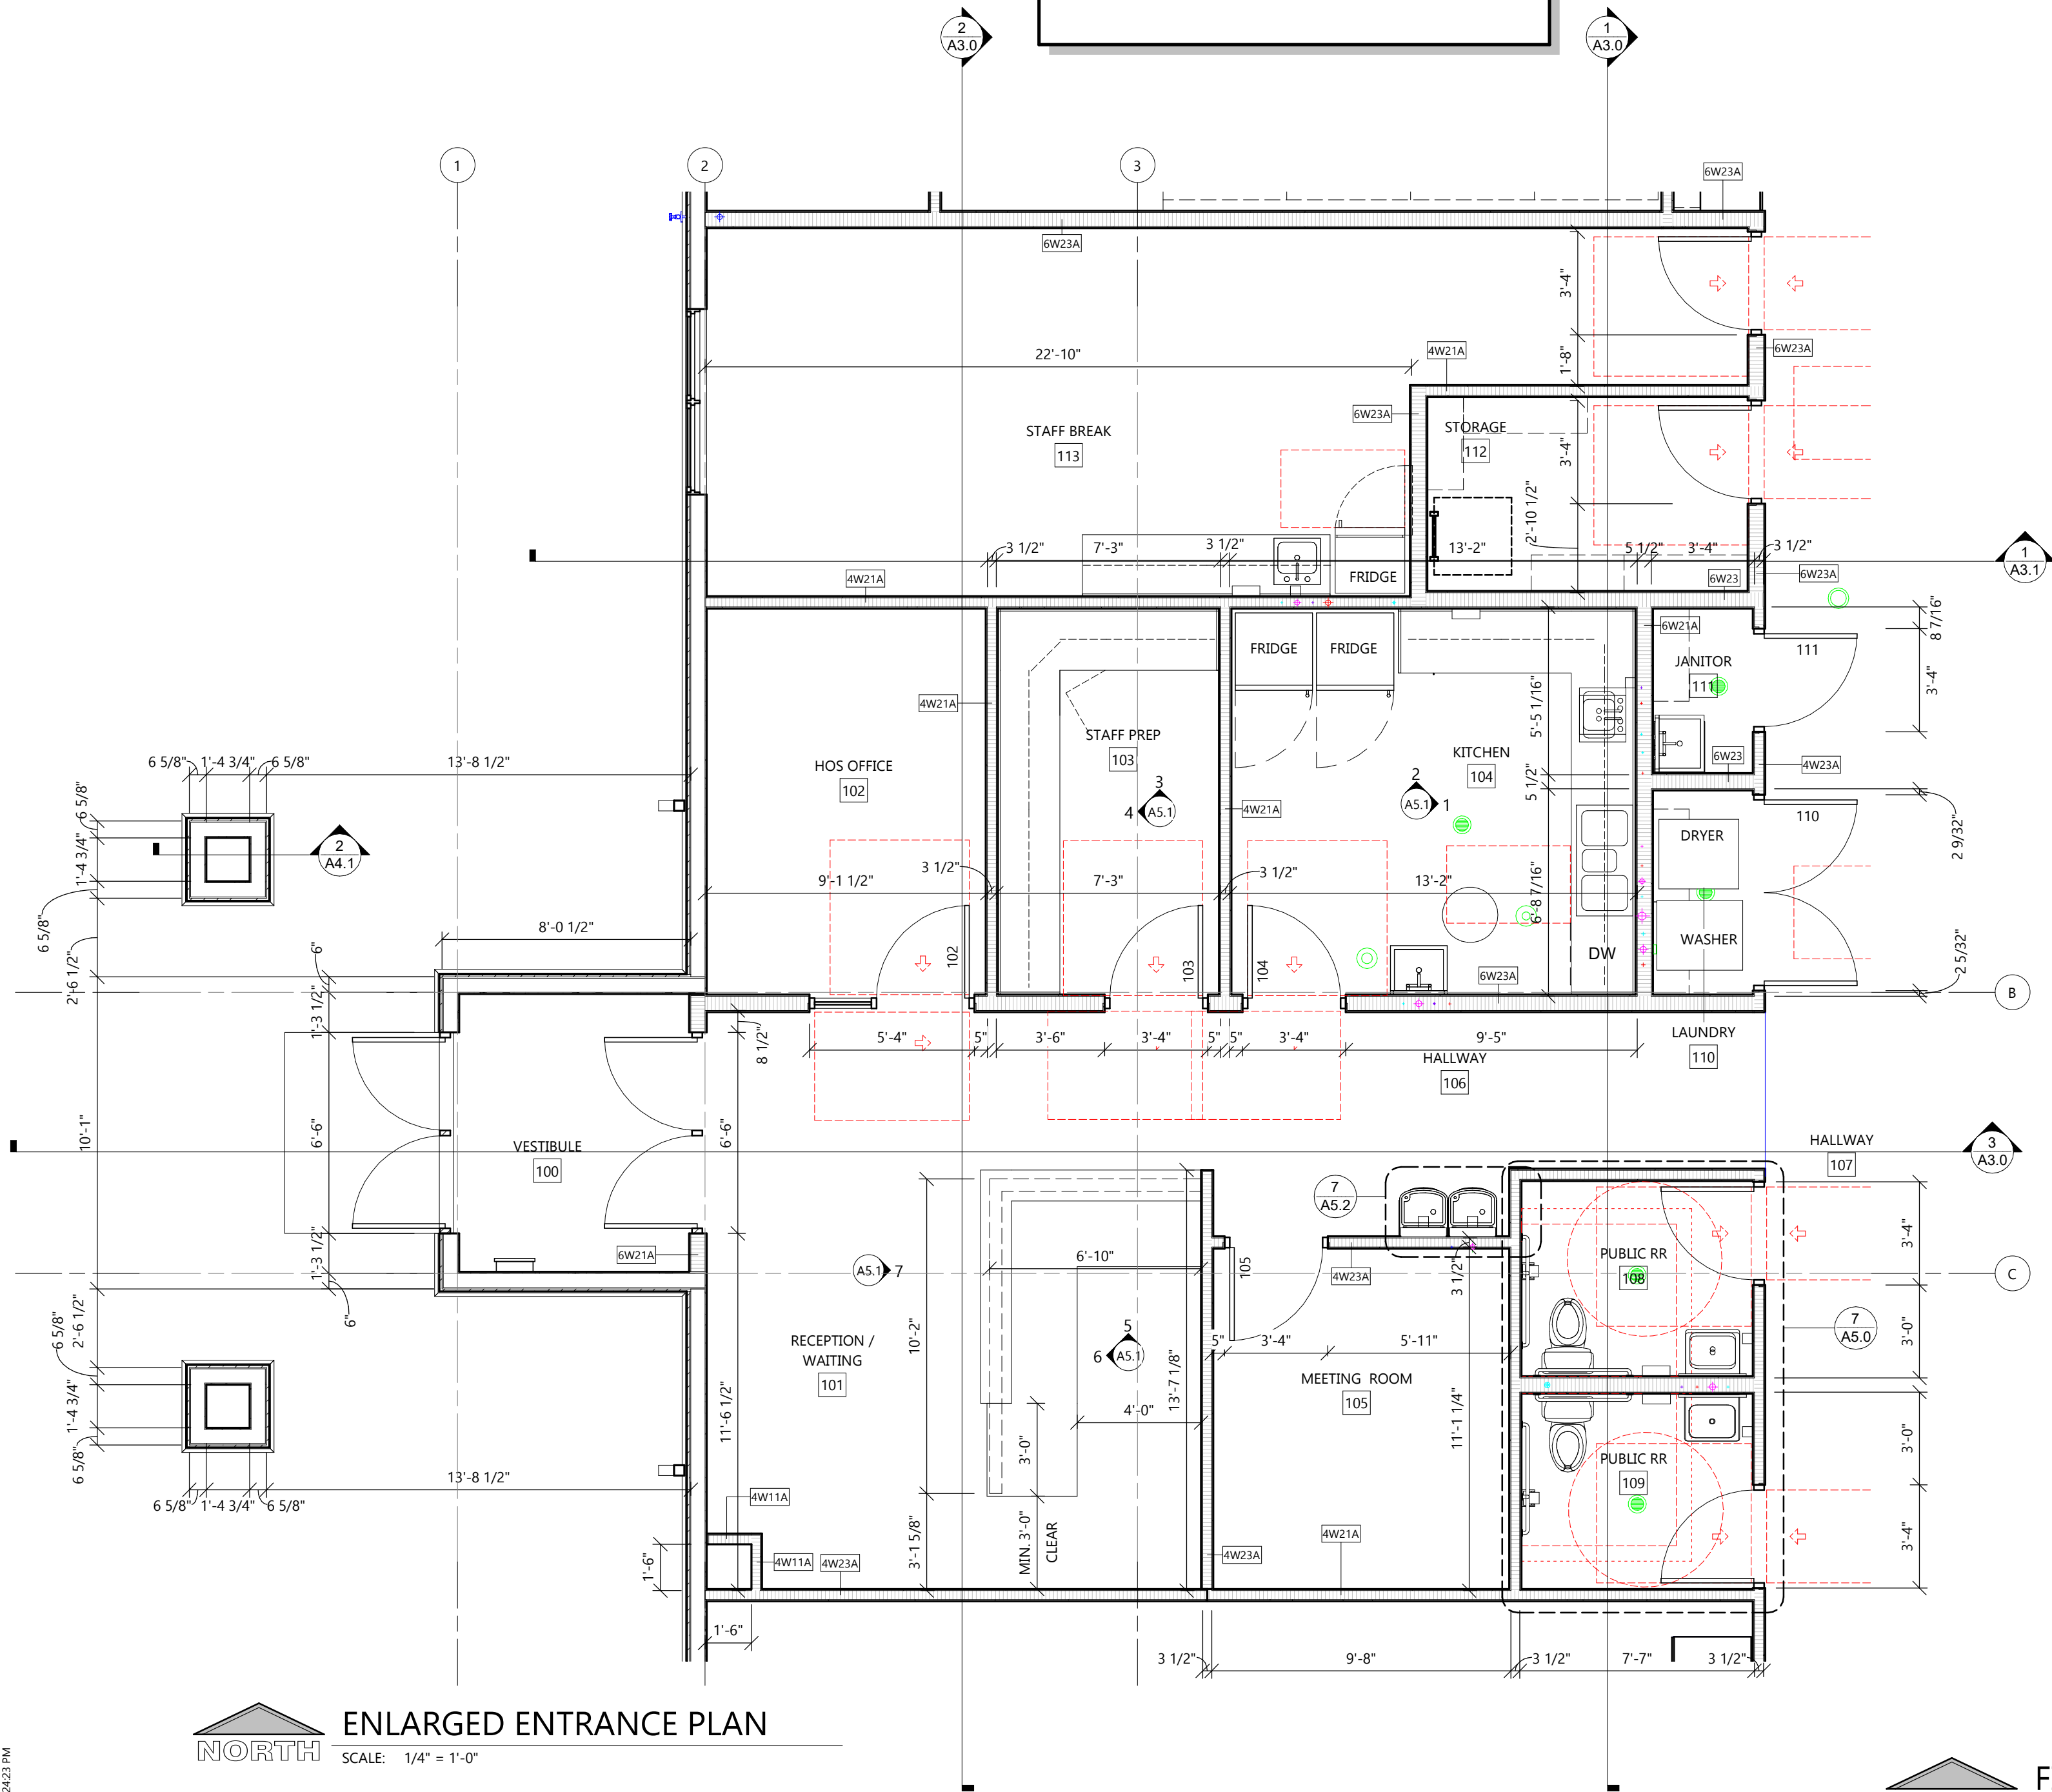 2
A3.0
1
A3.0
1
2
3
6W23A
6W23A
3'-4"
22'-10"
4W21A
1'-8"
6W23A
6W23A
STAFF BREAK
113
STORAGE
112
3'-4"
2'-10 1/2"
3 1/2"
7'-3"
3 1/2"
13'-2"
5 1/2"
3'-4"
3 1/2"
1
A3.1
4W21A
FRIDGE
6W23
6W23A
8 7/16"
6W21A
FRIDGE
FRIDGE
JANITOR
111
111
3'-4"
4W21A
5'-5 1/16"
STAFF PREP
103
KITCHEN
104
6W23
4W23A
HOS OFFICE
102
6 5/8"
1'-4 3/4"
6 5/8"
13'-8 1/2"
6 5/8"
1'-4 3/4"
6 5/8"
2'-6 1/2"
2
A4.1
3
4
A5.1
2
A5.1
1
4W21A
5 1/2"
110
DRYER
2 9/32"
9'-1 1/2"
3 1/2"
7'-3"
3 1/2"
13'-2"
6'-8 7/16"
8'-0 1/2"
102
103
104
DW
WASHER
6W23A
2 5/32"
B
6"
1'-3 1/2"
8 1/2"
5'-4"
5"
3'-6"
3'-4"
5"
5"
3'-4"
9'-5"
LAUNDRY
110
HALLWAY
106
10'-1"
6'-6"
6'-6"
VESTIBULE
100
HALLWAY
107
3
A3.0
7
A5.2
3'-4"
1'-3 1/2"
6"
6W21A
A5.1
7
6'-10"
105
3 1/2"
4W23A
PUBLIC RR
108
C
2'-6 1/2"
6 5/8"
1'-4 3/4"
6 5/8"
10'-2"
RECEPTION /
WAITING
101
5
6
A5.1
13'-7 1/8"
5"
3'-4"
5'-11"
MEETING ROOM
105
3'-0"
7
A5.0
11'-6 1/2"
4'-0"
11'-1 1/4"
3'-0"
3'-0"
PUBLIC RR
109
13'-8 1/2"
6 5/8"
1'-4 3/4"
6 5/8"
4W11A
3'-1 5/8"
MIN. 3'-0"
CLEAR
4W21A
3'-4"
1'-6"
4W11A
4W23A
4W23A
1'-6"
3 1/2"
9'-8"
3 1/2"
7'-7"
3 1/2"
NORTH
ENLARGED ENTRANCE PLAN
SCALE: 1/4" = 1'-0"
24:23 PM
F